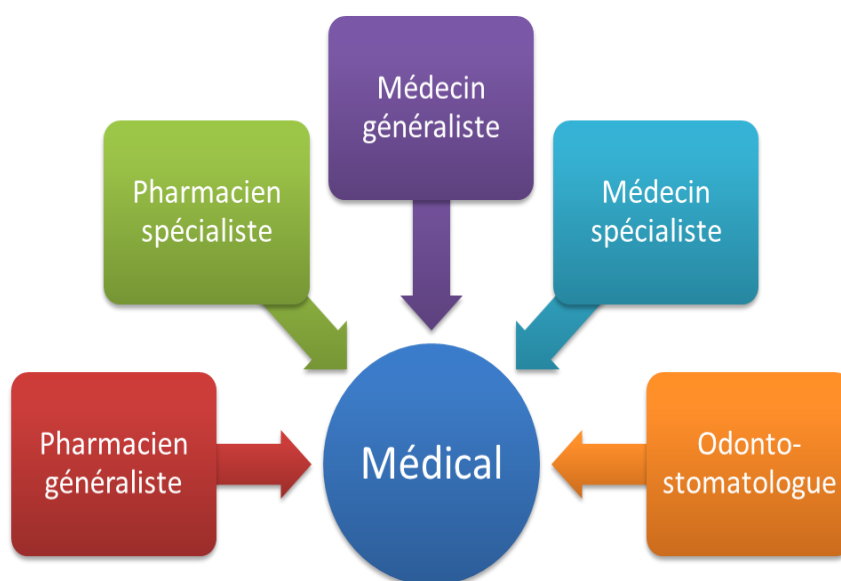 Médecin
généraliste
Pharmacien
spécialiste
Médecin
spécialiste
Pharmacien
généraliste
Médical
Odonto-
stomatologue